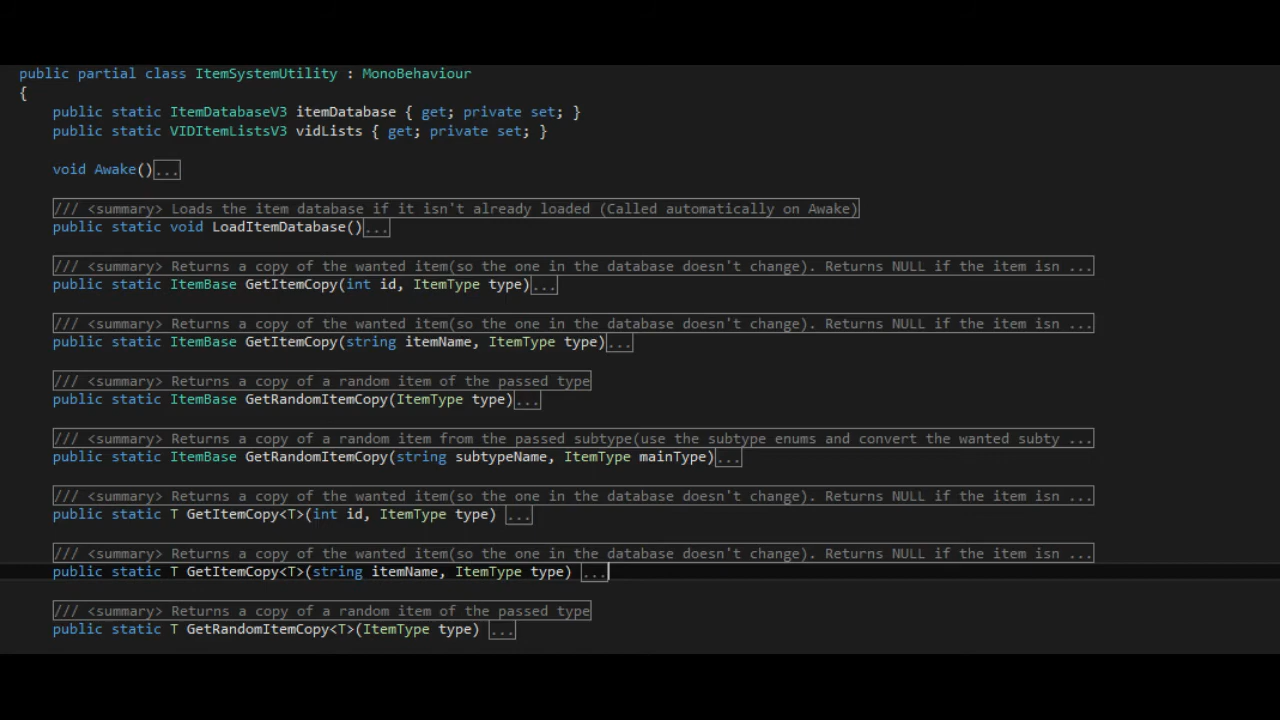 public partial class ItemSystemUtility : MonoBehaviour
{
public static ItemDatabaseV3 itemDatabase { get; private set; }
public static VIDItemListsV3 vidLists { get; private set; }
void Awake()...
/// <summary> Loads the item database if it isn't already loaded (Called automatically on Awake)
public static void LoadItemDatabase()...
/// <summary> Returns a copy of the wanted item(so the one in the database doesn't change). Returns NULL if the item isn ...
public static ItemBase GetItemCopy(int id, ItemType type)...
/// <summary> Returns a copy of the wanted item(so the one in the database doesn't change). Returns NULL if the item isn ...
public static ItemBase GetItemCopy(string itemName, ItemType type)...
/// <summary> Returns a copy of a random item of the passed type
public static ItemBase GetRandomItemCopy(ItemType type)...
/// <summary> Returns a copy of a random item from the passed subtype(use the subtype enums and convert the wanted subty ...
public static ItemBase GetRandomItemCopy(string subtypeName, ItemType mainType)...
/// <summary> Returns a copy of the wanted item(so the one in the database doesn't change). Returns NULL if the item isn ...
public static T GetItemCopy<T>(int id, ItemType type) ...
/// <summary> Returns a copy of the wanted item(so the one in the database doesn't change). Returns NULL if the item isn ...
public static T GetItemCopy<T>(string itemName, ItemType type) ...
/// <summary> Returns a copy of a random item of the passed type
public static T GetRandomItemCopy<T>(ItemType type) ...